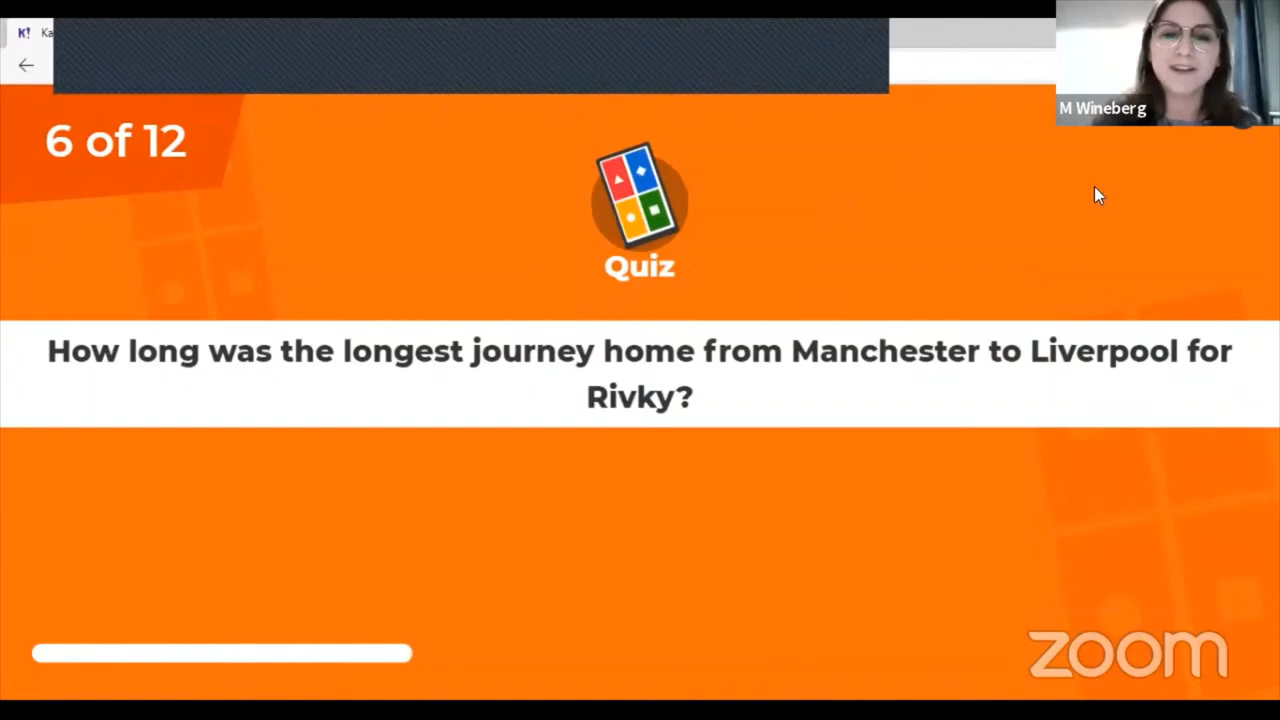 K! Ka
M Wineberg
6 of 12
Quiz
How long was the longest journey home from Manchester to Liverpool for
Rivky?
zoom